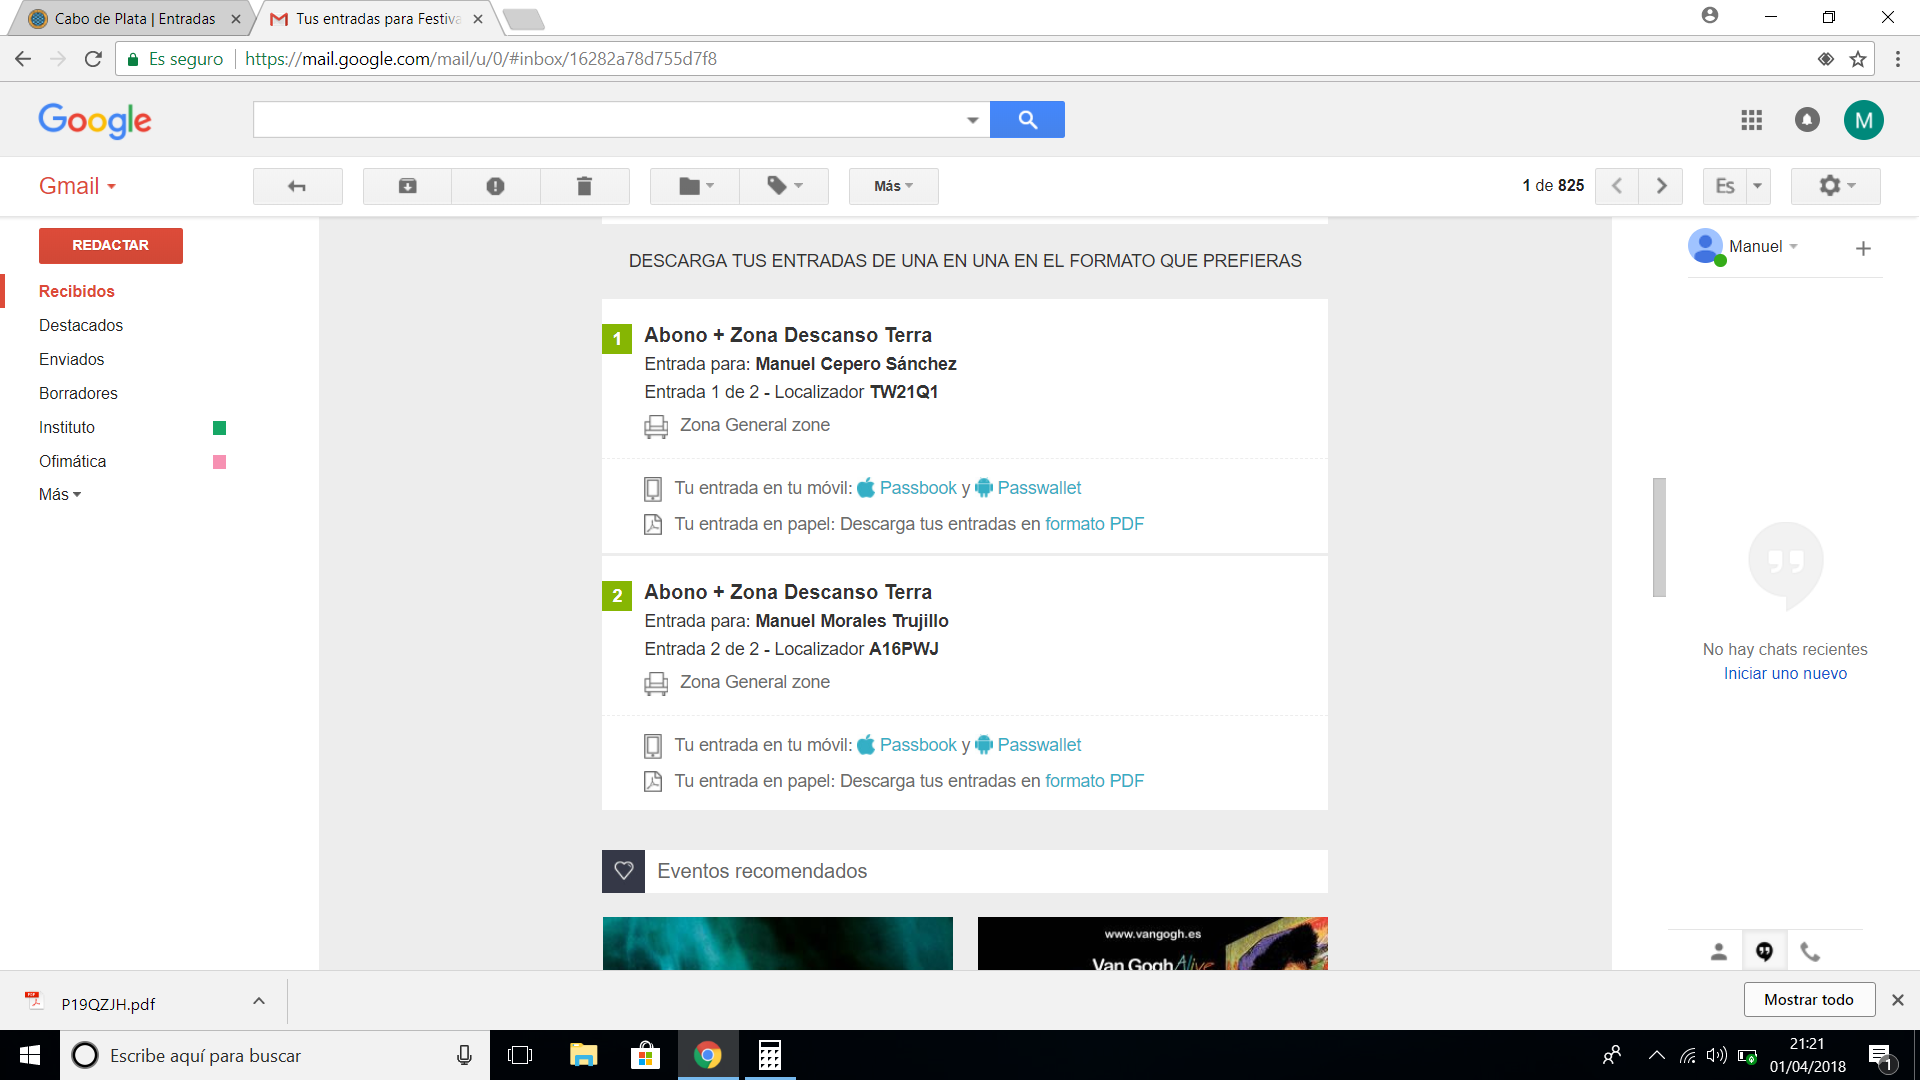 Cabo de Plata | Entradas
Tus entradas para Festiva
Es seguro
https://mail.google.com/mail/u/0/#inbox/16282a78d755d7f8
Google
M
Gmail
Más
1 de 825
Es
REDACTAR
Recibidos
Destacados
Enviados
Borradores
Instituto
Ofimática
Más
DESCARGA TUS ENTRADAS DE UNA EN UNA EN EL FORMATO QUE PREFIERAS
1
Abono + Zona Descanso Terra
Entrada para: Manuel Cepero Sánchez
Entrada 1 de 2 - Localizador TW21Q1
Zona General zone
Tu entrada en tu móvil: Passbook y Passwallet
Tu entrada en papel: Descarga tus entradas en formato PDF
2
Abono + Zona Descanso Terra
Entrada para: Manuel Morales Trujillo
Entrada 2 de 2 - Localizador A16PWJ
Zona General zone
Tu entrada en tu móvil: Passbook y Passwallet
Tu entrada en papel: Descarga tus entradas en formato PDF
Eventos recomendados
www.vangogh.es
Van Gogh Alive
Manuel
No hay chats recientes
Iniciar uno nuevo
P19QZJH.pdf
Mostrar todo
Escribe aquí para buscar
21:21
01/04/2018
1